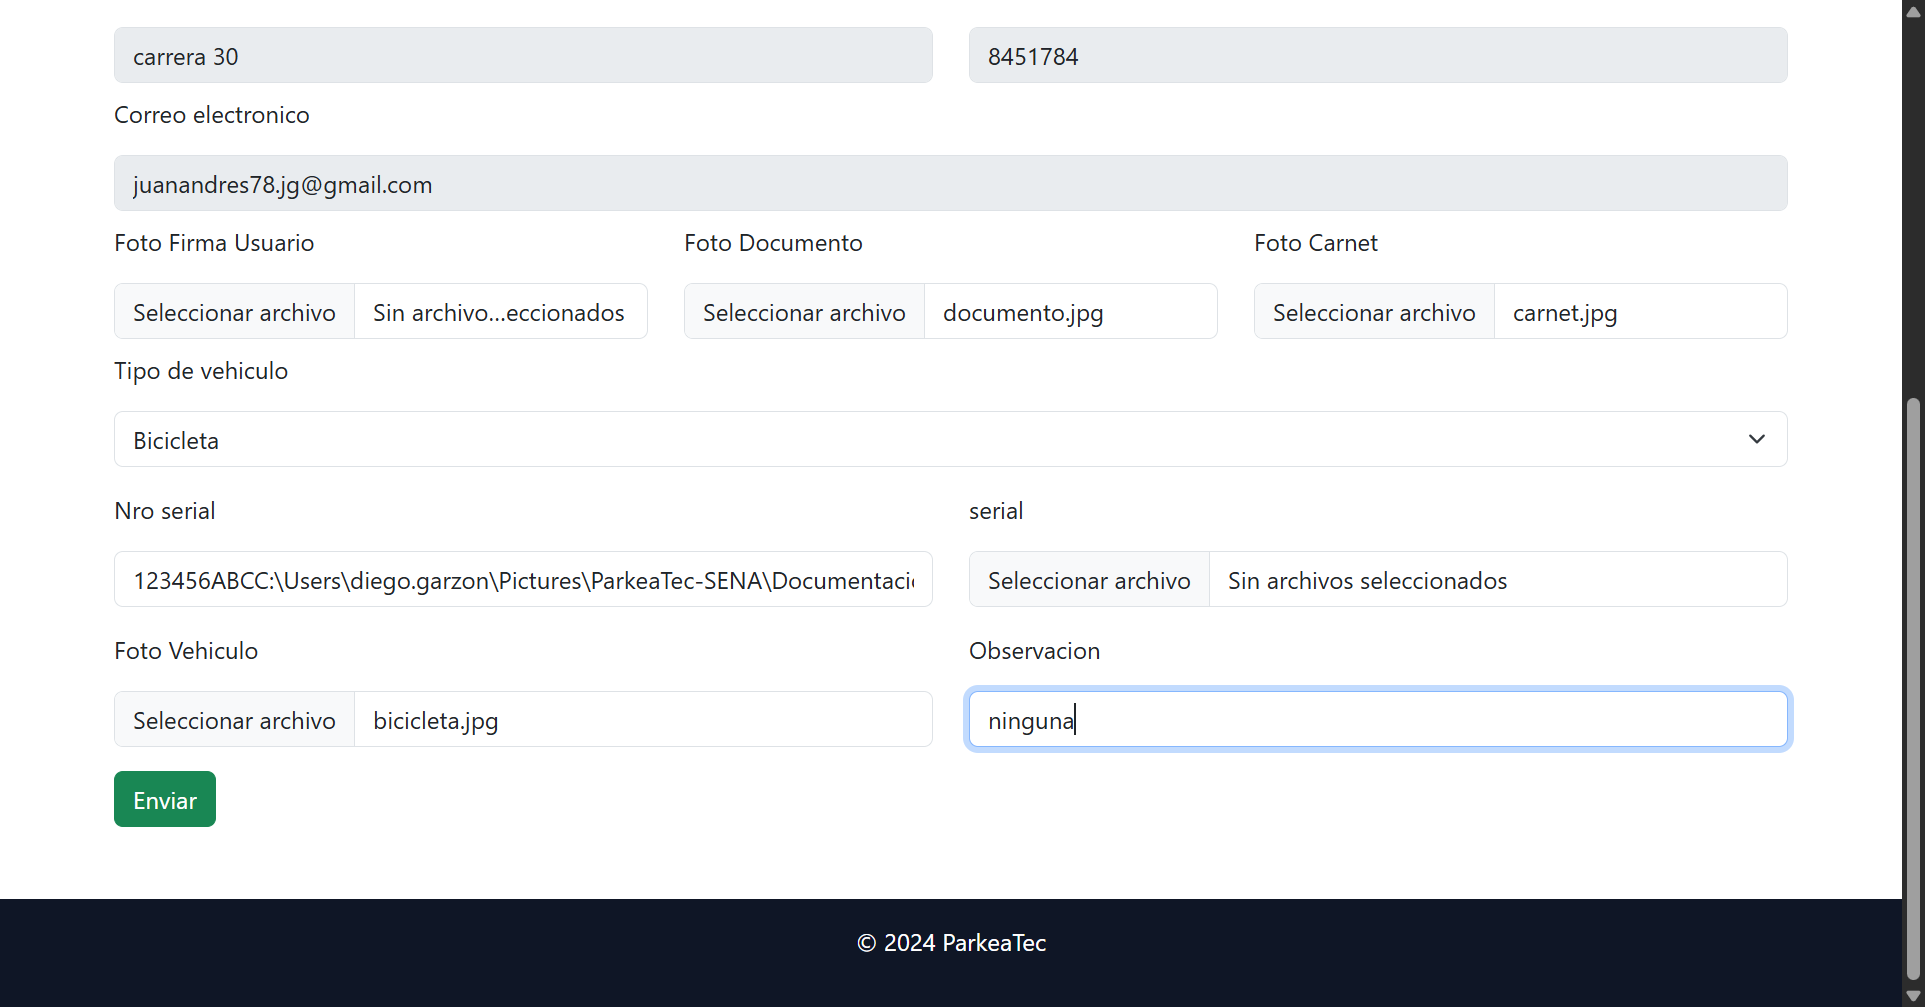 carrera 30 8451784
Correo electronico
juanandres78.jg@gmail.com
Foto Firma Usuario Foto Documento Foto Carnet
Seleccionar archivo Sin archivo...eccionados Seleccionar archivo documento.jpg Seleccionar archivo carnet.jpg
Tipo de vehiculo
Bicicleta
Nro serial serial
123456ABCC:\Users\diego.garzon\Pictures\ParkeaTec-SENA\Documentaci Seleccionar archivo Sin archivos seleccionados
Foto Vehiculo Observacion
Seleccionar archivo bicicleta.jpg ninguna
Enviar
© 2024 ParkeaTec